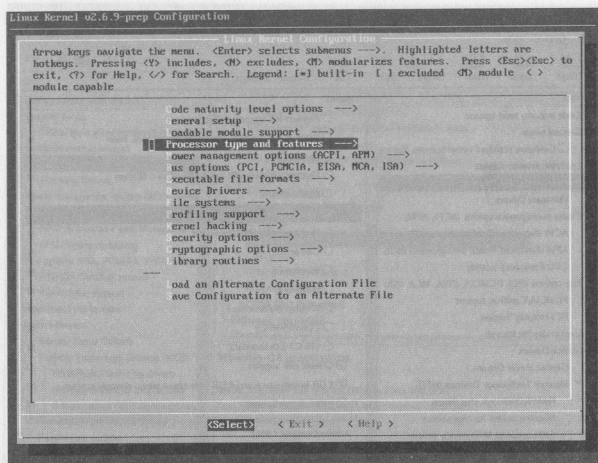 Linux Kernel v2.6.9-prep Configuration
Linux Kernel Configuration
Arrow keys navigate the menu. <Enter> selects submenus --->. Highlighted letters are
hotkeys. Pressing <Y> includes, <N> excludes, <M> modularizes features. Press <Esc><Esc> to
exit, <?> for Help, </> for Search. Legend: [*] built-in [ ] excluded <M> module < >
module capable
ode maturity level options --->
eneral setup --->
oadable module support --->
Processor type and features --->
ower management options (ACPI, APM) --->
us options (PCI, PCMCIA, EISA, MCA, ISA) --->
xecutable file formats --->
evice Drivers --->
ile systems --->
rofiling support --->
ernel hacking --->
ecurity options --->
ryptographic options --->
ibrary routines --->
---
oad an Alternate Configuration File
ave Configuration to an Alternate File
<Select> < Exit > < Help >